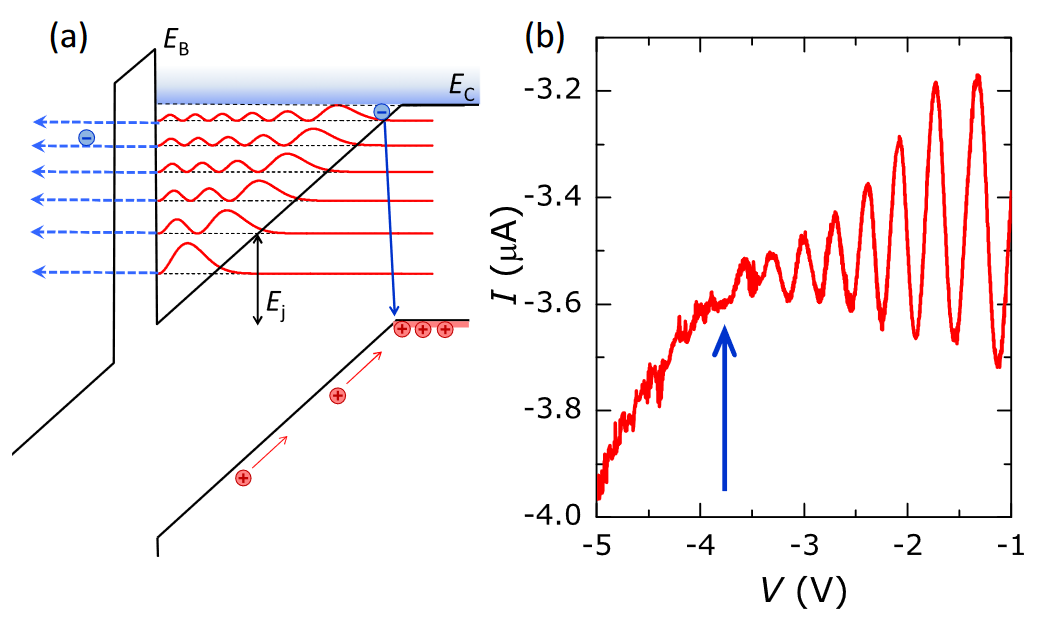 (a)
E_B
E_C
−
−
E_j
+ + +
+
+
(b)
I (μA)
-3.2
-3.4
-3.6
-3.8
-4.0
-5 -4 -3 -2 -1
V (V)